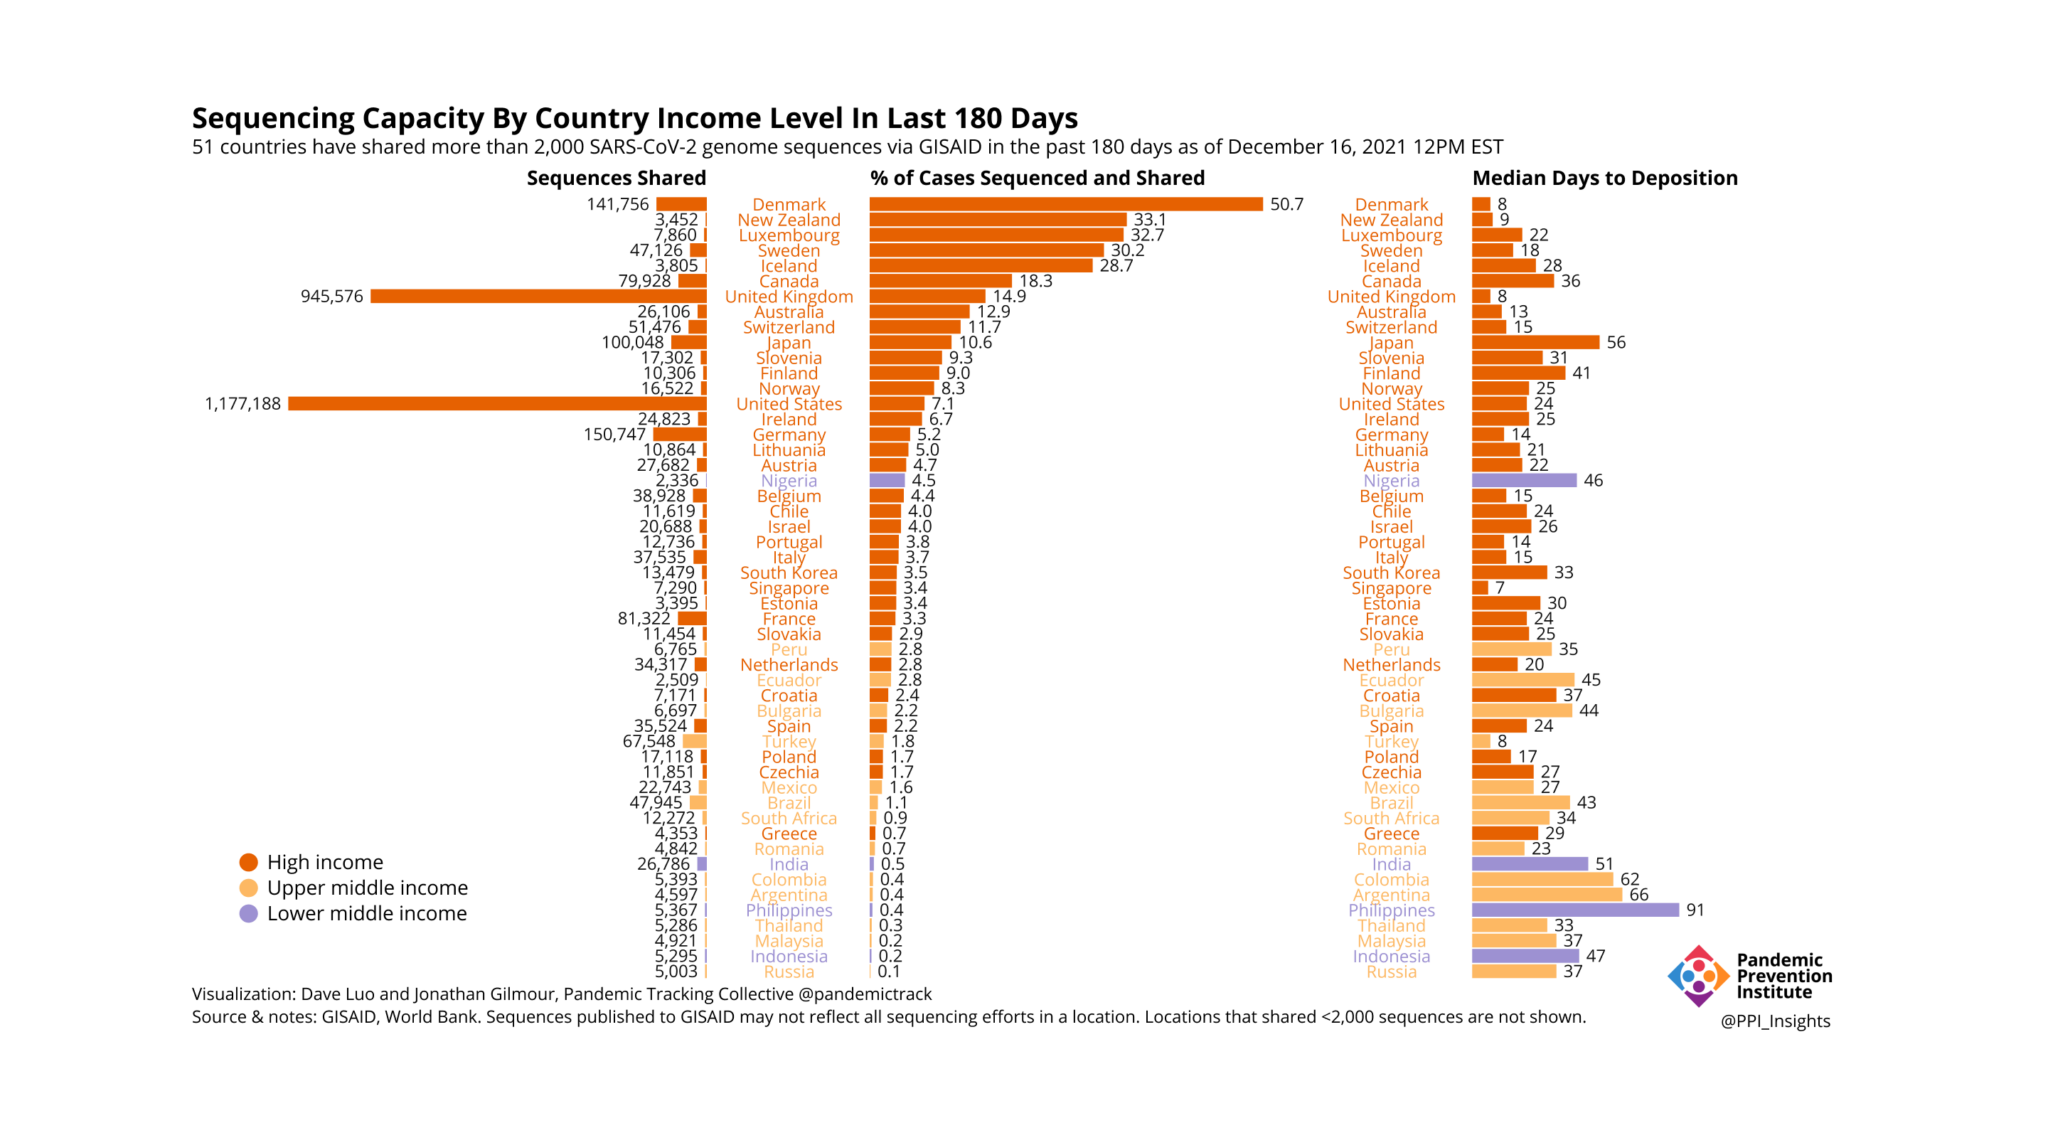 Sequencing Capacity By Country Income Level In Last 180 Days
51 countries have shared more than 2,000 SARS-CoV-2 genome sequences via GISAID in the past 180 days as of December 16, 2021 12PM EST
Sequences Shared % of Cases Sequenced and Shared Median Days to Deposition
141,756 Denmark 50.7 Denmark 8
3,452 New Zealand 33.1 New Zealand 9
7,860 Luxembourg 32.7 Luxembourg 22
47,126 Sweden 30.2 Sweden 18
3,805 Iceland 28.7 Iceland 28
79,928 Canada 18.3 Canada 36
945,576 United Kingdom 14.9 United Kingdom 8
26,106 Australia 12.9 Australia 13
51,476 Switzerland 11.7 Switzerland 15
100,048 Japan 10.6 Japan 56
17,302 Slovenia 9.3 Slovenia 31
10,306 Finland 9.0 Finland 41
16,522 Norway 8.3 Norway 25
1,177,188 United States 7.1 United States 24
24,823 Ireland 6.7 Ireland 25
150,747 Germany 5.2 Germany 14
10,864 Lithuania 5.0 Lithuania 21
27,682 Austria 4.7 Austria 22
2,336 Nigeria 4.5 Nigeria 46
38,928 Belgium 4.4 Belgium 15
11,619 Chile 4.0 Chile 24
20,688 Israel 4.0 Israel 26
12,736 Portugal 3.8 Portugal 14
37,535 Italy 3.7 Italy 15
13,479 South Korea 3.5 South Korea 33
7,290 Singapore 3.4 Singapore 7
3,395 Estonia 3.4 Estonia 30
81,322 France 3.3 France 24
11,454 Slovakia 2.9 Slovakia 25
6,765 Peru 2.8 Peru 35
34,317 Netherlands 2.8 Netherlands 20
2,509 Ecuador 2.8 Ecuador 45
7,171 Croatia 2.4 Croatia 37
6,697 Bulgaria 2.2 Bulgaria 44
35,524 Spain 2.2 Spain 24
67,548 Turkey 1.8 Turkey 8
17,118 Poland 1.7 Poland 17
11,851 Czechia 1.7 Czechia 27
22,743 Mexico 1.6 Mexico 27
47,945 Brazil 1.1 Brazil 43
12,272 South Africa 0.9 South Africa 34
4,353 Greece 0.7 Greece 29
4,842 Romania 0.7 Romania 23
26,786 India 0.5 India 51
5,393 Colombia 0.4 Colombia 62
4,597 Argentina 0.4 Argentina 66
5,367 Philippines 0.4 Philippines 91
5,286 Thailand 0.3 Thailand 33
4,921 Malaysia 0.2 Malaysia 37
5,295 Indonesia 0.2 Indonesia 47
5,003 Russia 0.1 Russia 37
High income
Upper middle income
Lower middle income
Visualization: Dave Luo and Jonathan Gilmour, Pandemic Tracking Collective @pandemictrack
Source & notes: GISAID, World Bank. Sequences published to GISAID may not reflect all sequencing efforts in a location. Locations that shared <2,000 sequences are not shown.
Pandemic
Prevention
Institute
@PPI_Insights